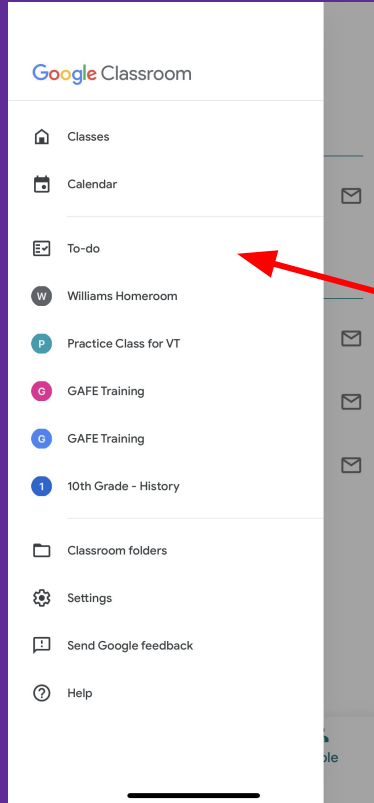 Google Classroom
Classes
Calendar
To-do
W Williams Homeroom
P Practice Class for VT
G GAFE Training
G GAFE Training
1 10th Grade - History
Classroom folders
Settings
Send Google feedback
Help